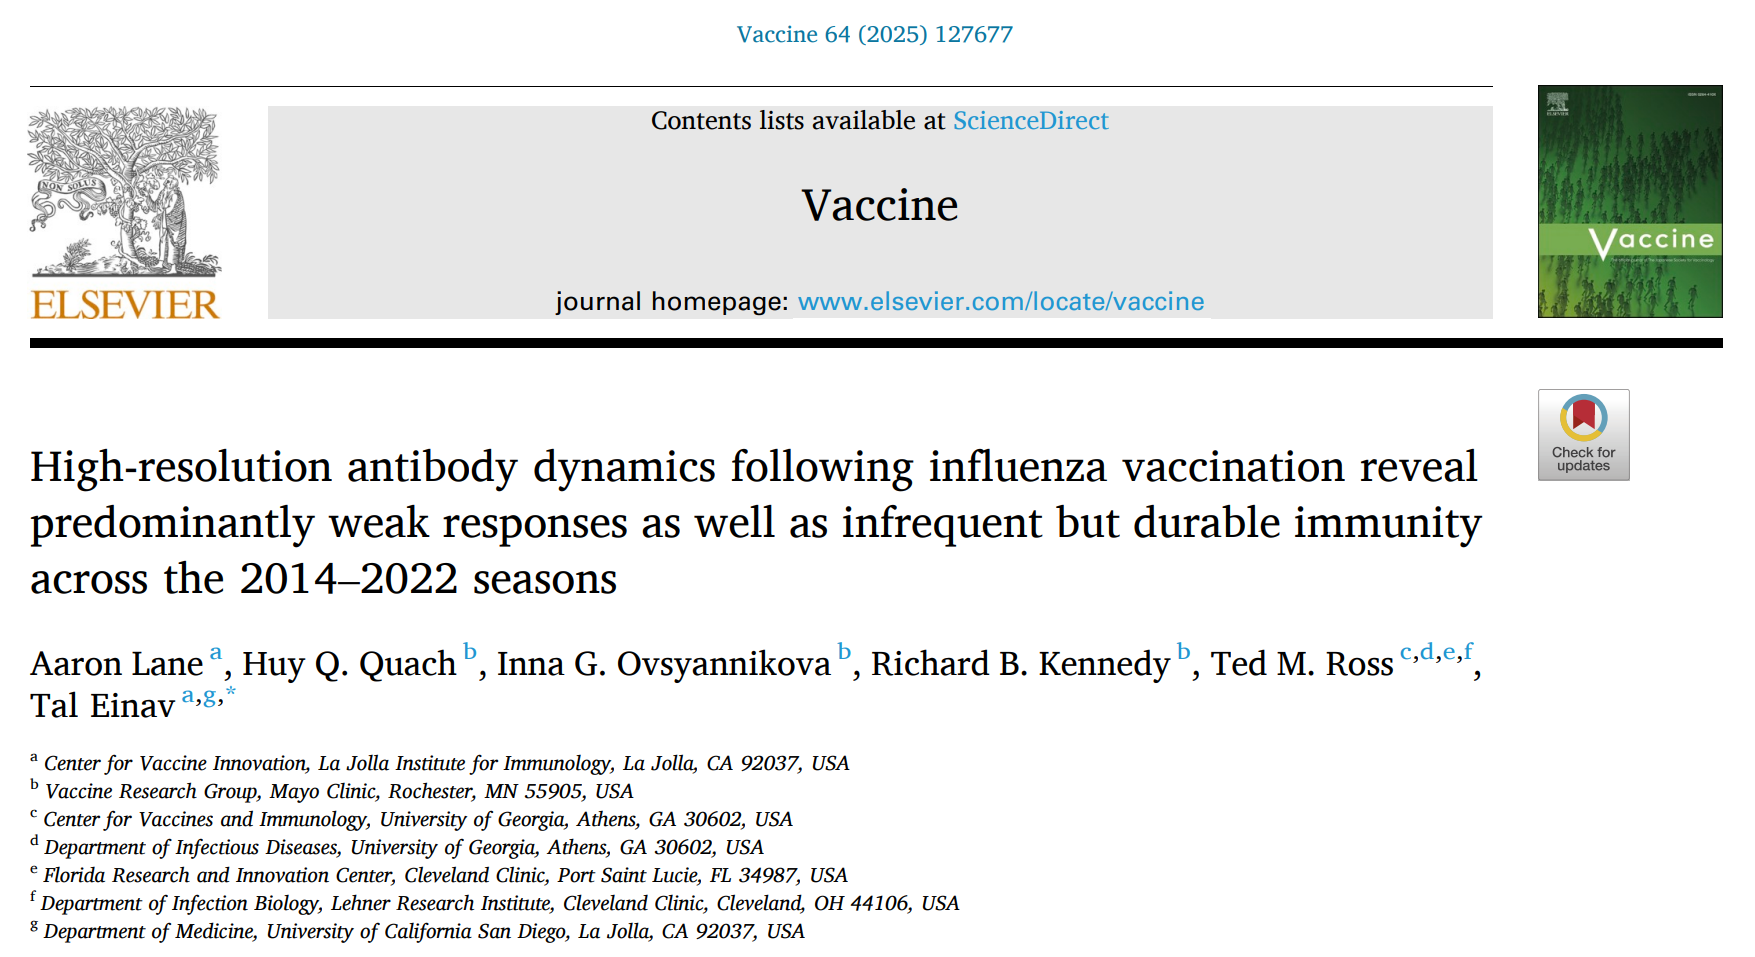 Vaccine 64 (2025) 127677
Contents lists available at ScienceDirect
Vaccine
journal homepage: www.elsevier.com/locate/vaccine
NON SOLUS
ELSEVIER
ELSEVIER
Vaccine
Check for
updates
High-resolution antibody dynamics following influenza vaccination reveal
predominantly weak responses as well as infrequent but durable immunity
across the 2014–2022 seasons
Aaron Lane a, Huy Q. Quach b, Inna G. Ovsyannikova b, Richard B. Kennedy b, Ted M. Ross c,d,e,f,
Tal Einav a,g,*
a Center for Vaccine Innovation, La Jolla Institute for Immunology, La Jolla, CA 92037, USA
b Vaccine Research Group, Mayo Clinic, Rochester, MN 55905, USA
c Center for Vaccines and Immunology, University of Georgia, Athens, GA 30602, USA
d Department of Infectious Diseases, University of Georgia, Athens, GA 30602, USA
e Florida Research and Innovation Center, Cleveland Clinic, Port Saint Lucie, FL 34987, USA
f Department of Infection Biology, Lehner Research Institute, Cleveland Clinic, Cleveland, OH 44106, USA
g Department of Medicine, University of California San Diego, La Jolla, CA 92037, USA